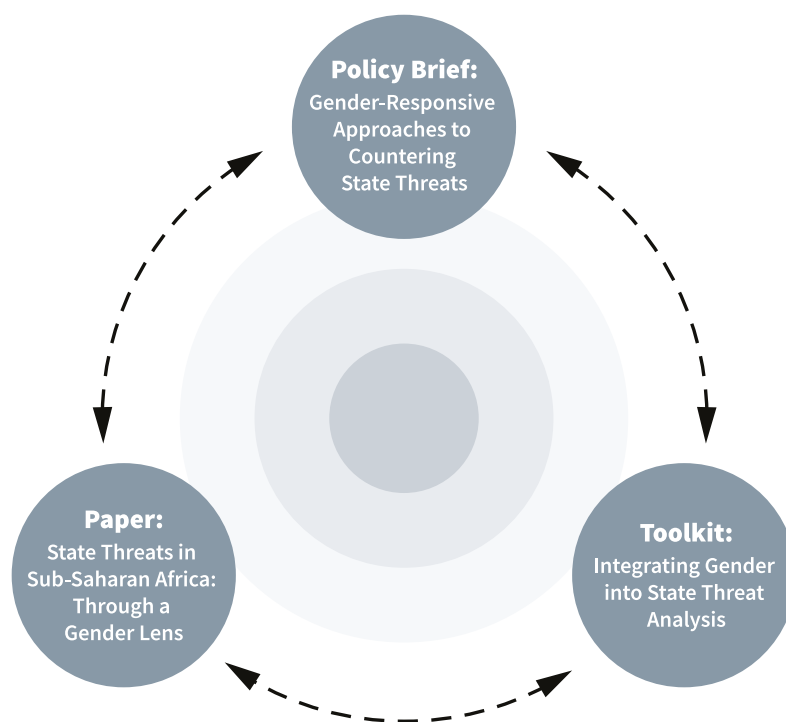 Policy Brief:
Gender-Responsive
Approaches to
Countering
State Threats
Paper:
State Threats in
Sub-Saharan Africa:
Through a
Gender Lens
Toolkit:
Integrating Gender
into State Threat
Analysis